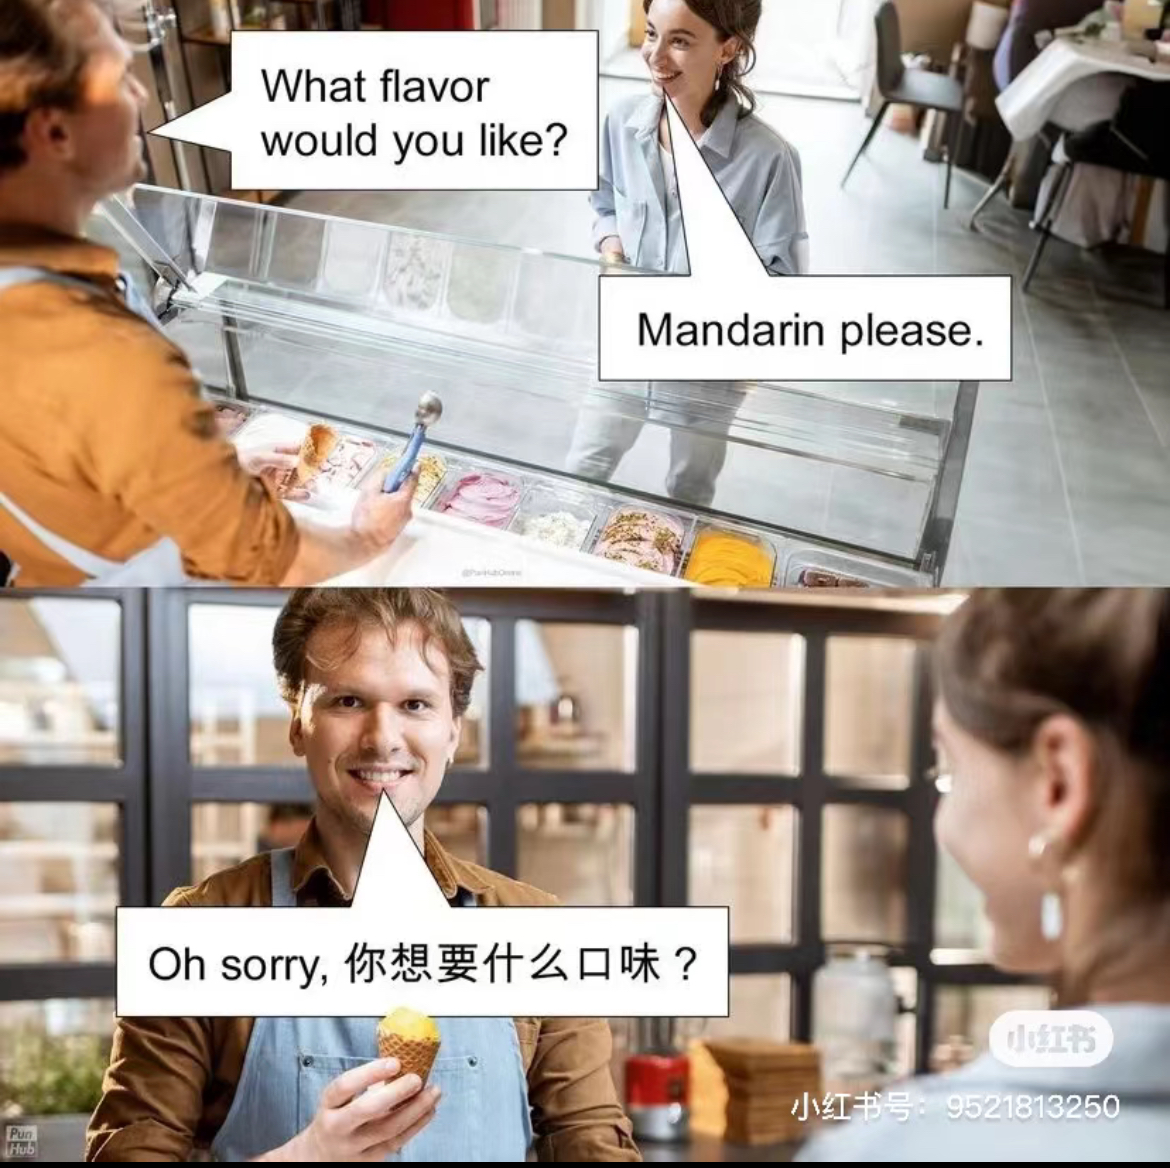 What flavor
would you like?
Mandarin please.
@PunHubOnline
Oh sorry, 你想要什么口味？
小红书
小红书号：9521813250
Pun
Hub